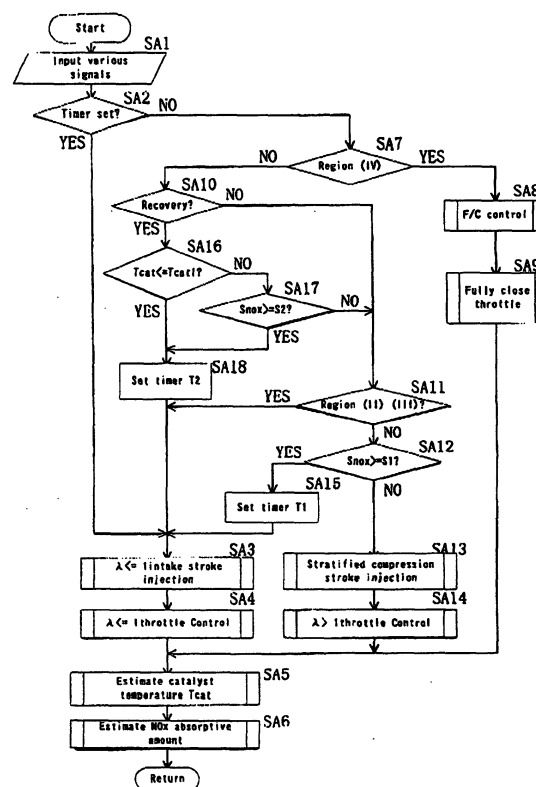 Start
SA1
Input various
signals
SA2
Timer set?
NO
YES
SA7
Region (IV)
NO
YES
SA10
Recovery?
NO
YES
SA8
F/C control
SA16
Tcat<=Tcat1?
NO
YES
SA9
Fully close
throttle
SA17
Snox>=S2?
NO
YES
SA18
Set timer T2
SA11
Region (II) (III)?
YES
NO
SA12
Snox>=S1?
YES
NO
SA15
Set timer T1
SA3
λ<= 1intake stroke
injection
SA13
Stratified compression
stroke injection
SA4
λ<= 1throttle Control
SA14
λ> 1throttle Control
SA5
Estimate catalyst
temperature Tcat
SA6
Estimate NOx absorptive
amount
Return